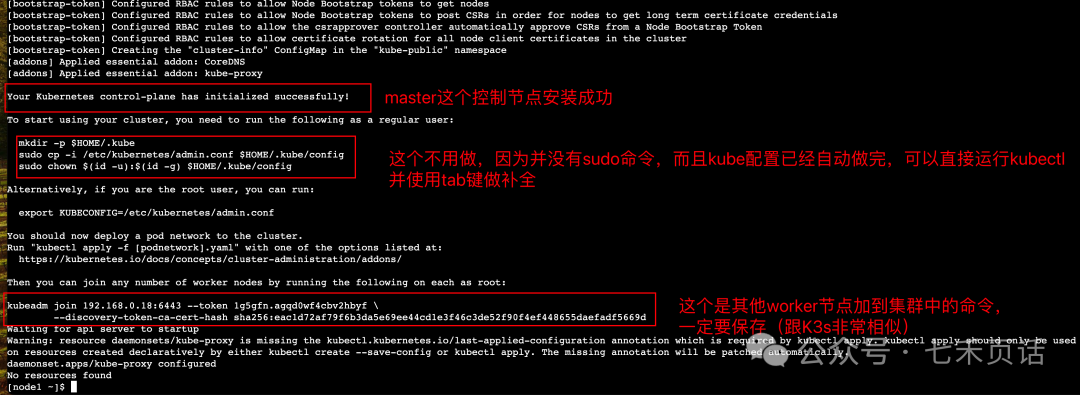 [bootstrap-token] Configured RBAC rules to allow Node Bootstrap tokens to get nodes
[bootstrap-token] Configured RBAC rules to allow Node Bootstrap tokens to post CSRs in order for nodes to get long term certificate credentials
[bootstrap-token] Configured RBAC rules to allow the csrapprover controller automatically approve CSRs from a Node Bootstrap Token
[bootstrap-token] Configured RBAC rules to allow certificate rotation for all node client certificates in the cluster
[bootstrap-token] Creating the "cluster-info" ConfigMap in the "kube-public" namespace
[addons] Applied essential addon: CoreDNS
[addons] Applied essential addon: kube-proxy
Your Kubernetes control-plane has initialized successfully!
master这个控制节点安装成功
To start using your cluster, you need to run the following as a regular user:
mkdir -p $HOME/.kube
sudo cp -i /etc/kubernetes/admin.conf $HOME/.kube/config
sudo chown $(id -u):$(id -g) $HOME/.kube/config
这个不用做，因为并没有sudo命令，而且kube配置已经自动做完，可以直接运行kubectl
并使用tab键做补全
Alternatively, if you are the root user, you can run:
export KUBECONFIG=/etc/kubernetes/admin.conf
You should now deploy a pod network to the cluster.
Run "kubectl apply -f [podnetwork].yaml" with one of the options listed at:
https://kubernetes.io/docs/concepts/cluster-administration/addons/
Then you can join any number of worker nodes by running the following on each as root:
kubeadm join 192.168.0.18:6443 --token 1g5gfn.agqd0wf4cbv2hbyf \
--discovery-token-ca-cert-hash sha256:eac1d72af79f6b3da5e69ee44cd1e3f46c3de52f90f4ef448655daefadf5669d
这个是其他worker节点加到集群中的命令，
一定要保存（跟K3s非常相似）
Waiting for api server to startup
Warning: resource daemonsets/kube-proxy is missing the kubectl.kubernetes.io/last-applied-configuration annotation which is required by kubectl apply. kubectl apply should only be used
on resources created declaratively by either kubectl create --save-config or kubectl apply. The missing annotation will be patched automatically.
daemonset.apps/kube-proxy configured
No resources found
[node1 ~]$
公众号・七禾页话